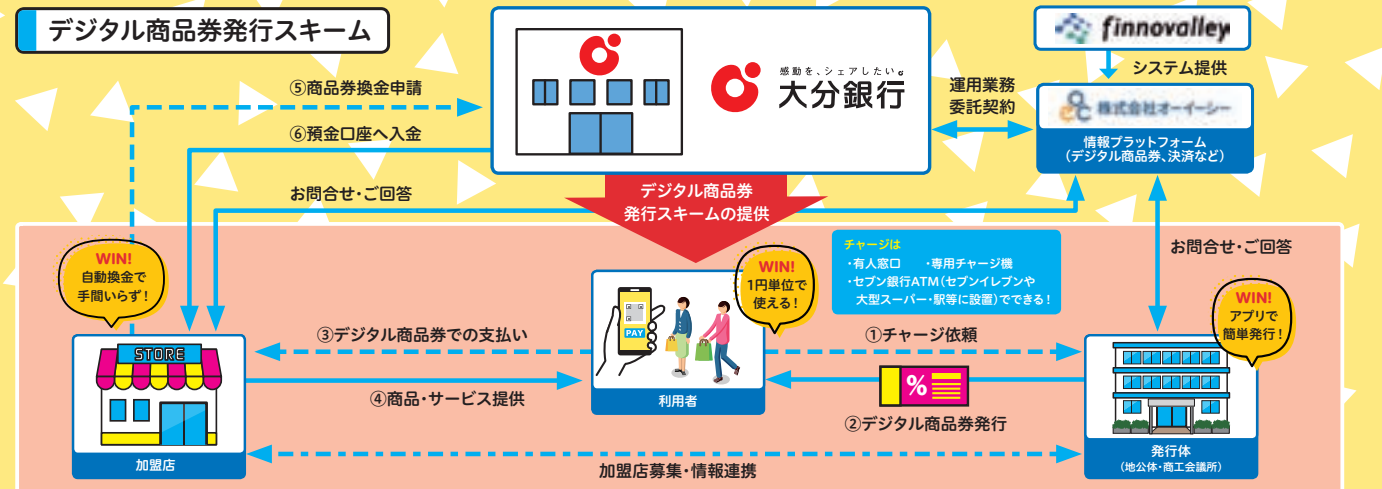 デジタル商品券発行スキーム
感動を、シェアしたい。
大分銀行
運用業務
委託契約
finnovalley
システム提供
株式会社オーイーシー
情報プラットフォーム
(デジタル商品券、決済など)
⑤商品券換金申請
⑥預金口座へ入金
お問合せ・ご回答
デジタル商品券
発行スキームの提供
お問合せ・ご回答
WIN!
自動換金で
手間いらず!
WIN!
1円単位で
使える!
チャージは
・有人窓口 ・専用チャージ機
・セブン銀行ATM(セブンイレブンや
大型スーパー・駅等に設置)でできる!
WIN!
アプリで
簡単発行!
STORE
加盟店
③デジタル商品券での支払い
④商品・サービス提供
PAY
利用者
①チャージ依頼
%
②デジタル商品券発行
発行体
(地公体・商工会議所)
加盟店募集・情報連携